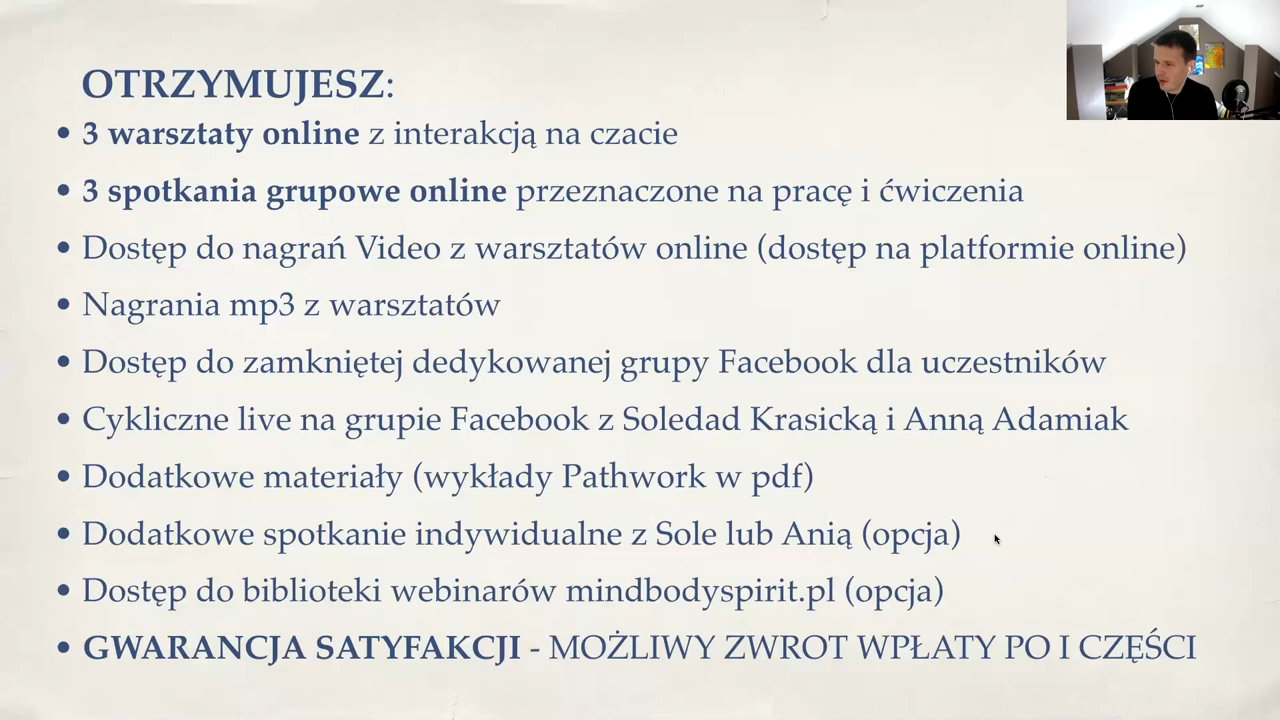 OTRZYMUJESZ:
• 3 warsztaty online z interakcją na czacie
• 3 spotkania grupowe online przeznaczone na pracę i ćwiczenia
• Dostęp do nagrań Video z warsztatów online (dostęp na platformie online)
• Nagrania mp3 z warsztatów
• Dostęp do zamkniętej dedykowanej grupy Facebook dla uczestników
• Cykliczne live na grupie Facebook z Soledad Krasicką i Anną Adamiak
• Dodatkowe materiały (wykłady Pathwork w pdf)
• Dodatkowe spotkanie indywidualne z Sole lub Anią (opcja)
• Dostęp do biblioteki webinarów mindbodyspirit.pl (opcja)
• GWARANCJA SATYFAKCJI - MOŻLIWY ZWROT WPŁATY PO I CZĘŚCI